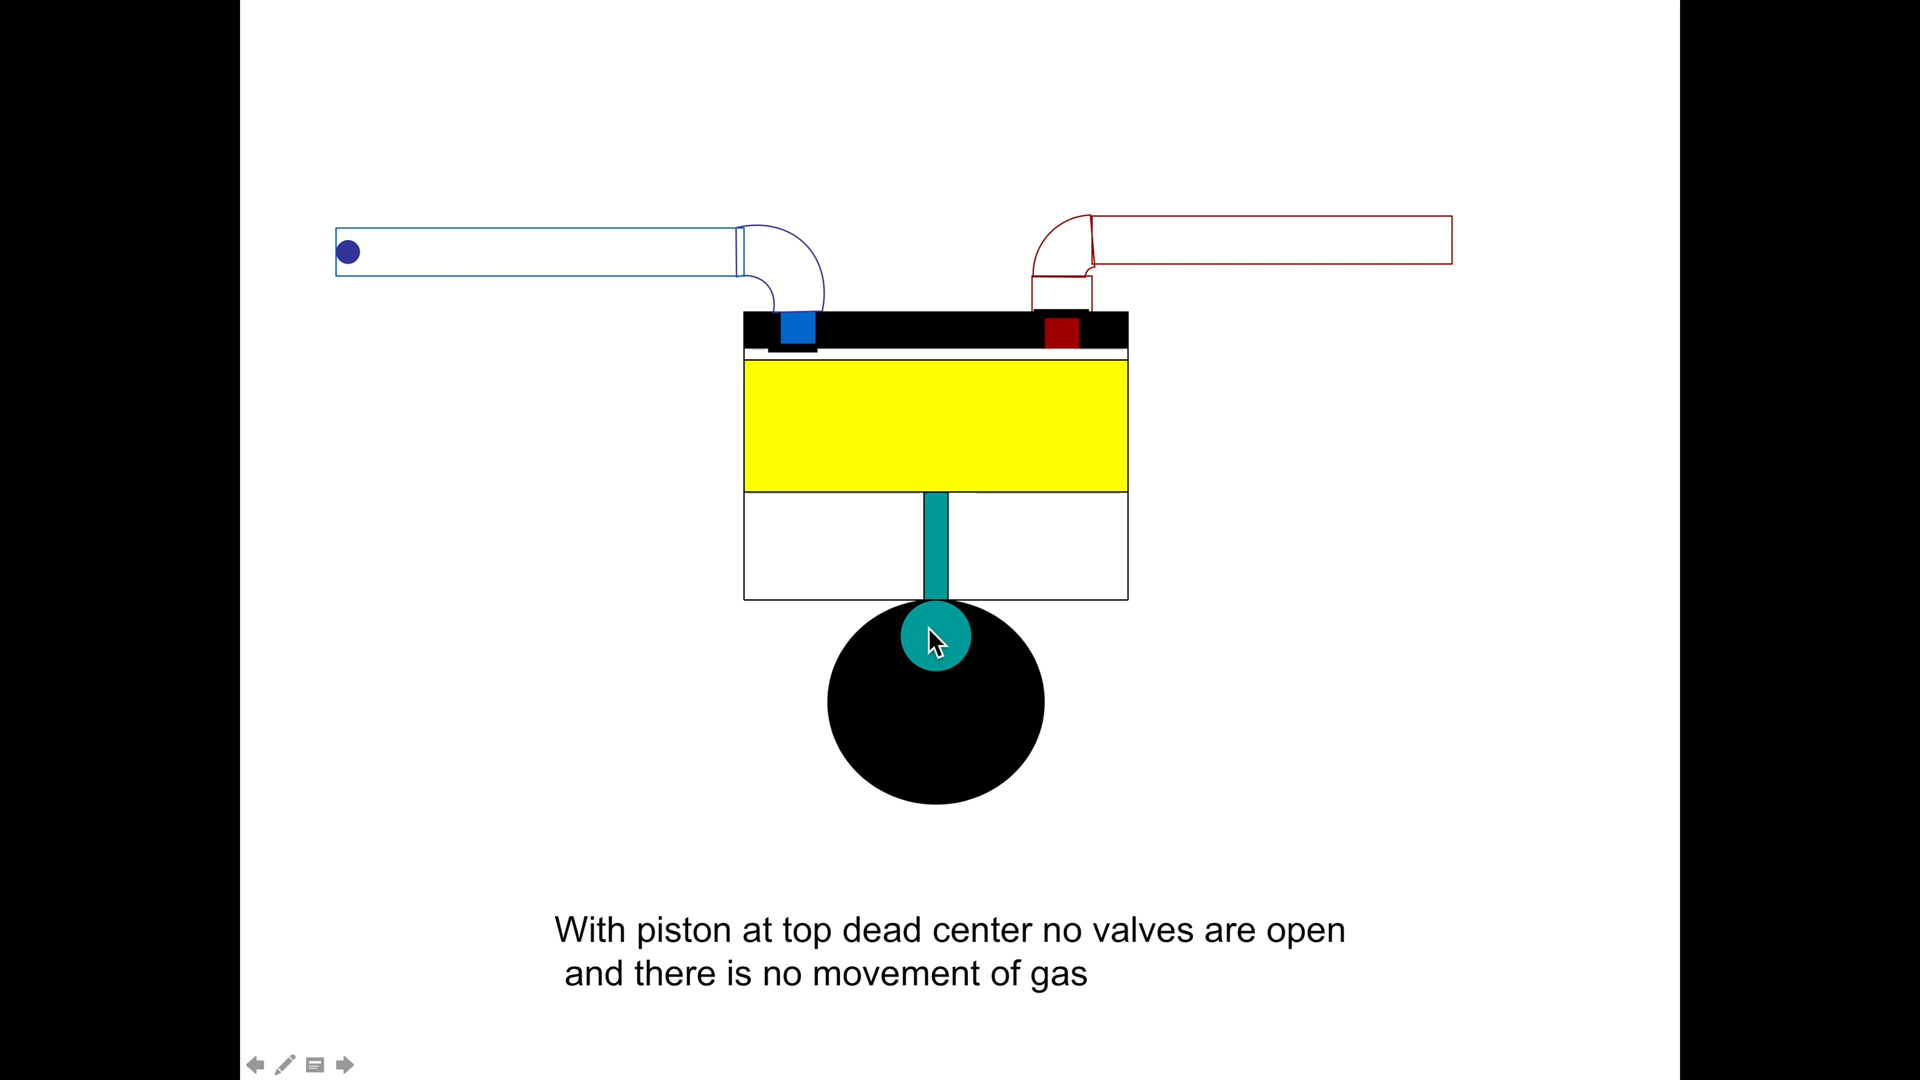 With piston at top dead center no valves are open
and there is no movement of gas